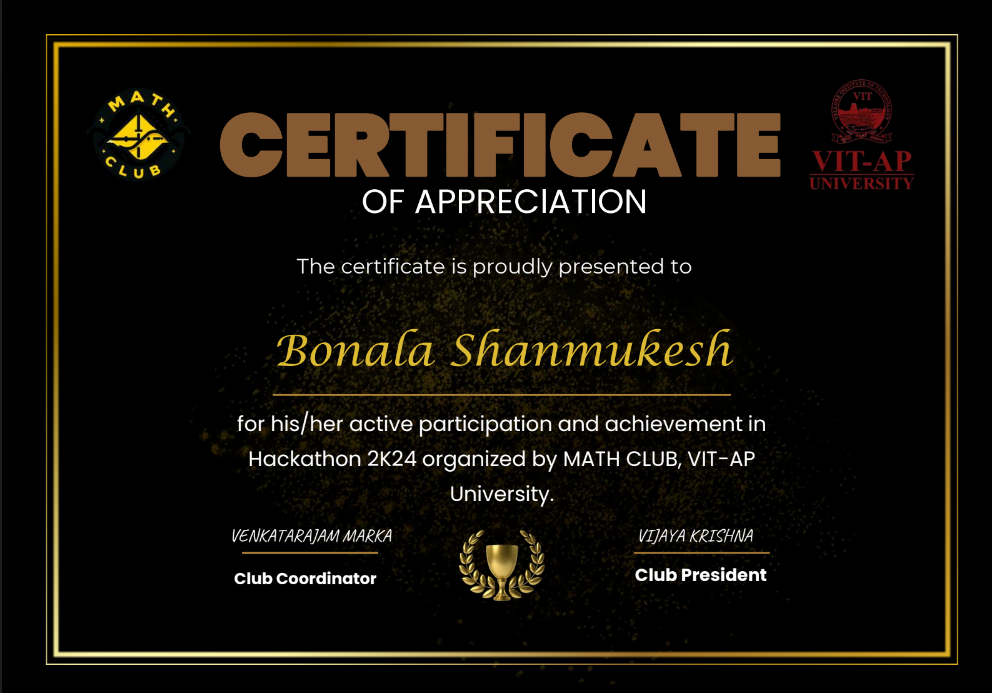 MATH
CLUB
CERTIFICATE
OF APPRECIATION
VIT
VIT-AP
UNIVERSITY
The certificate is proudly presented to
Bonala Shanmukesh
for his/her active participation and achievement in
Hackathon 2K24 organized by MATH CLUB, VIT-AP
University.
VENKATARAJAM MARKA
Club Coordinator
VIJAYA KRISHNA
Club President